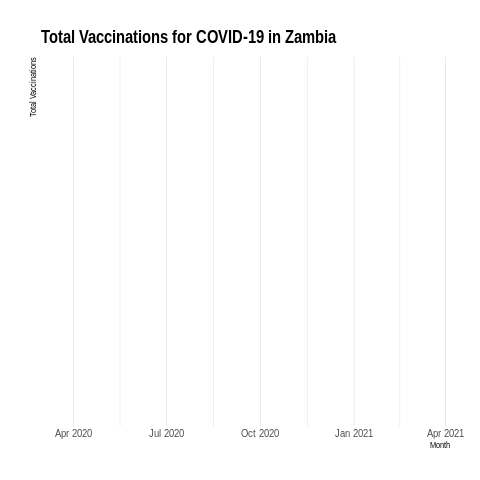 Total Vaccinations for COVID-19 in Zambia
Total Vaccinations
Apr 2020
Jul 2020
Oct 2020
Jan 2021
Apr 2021
Month